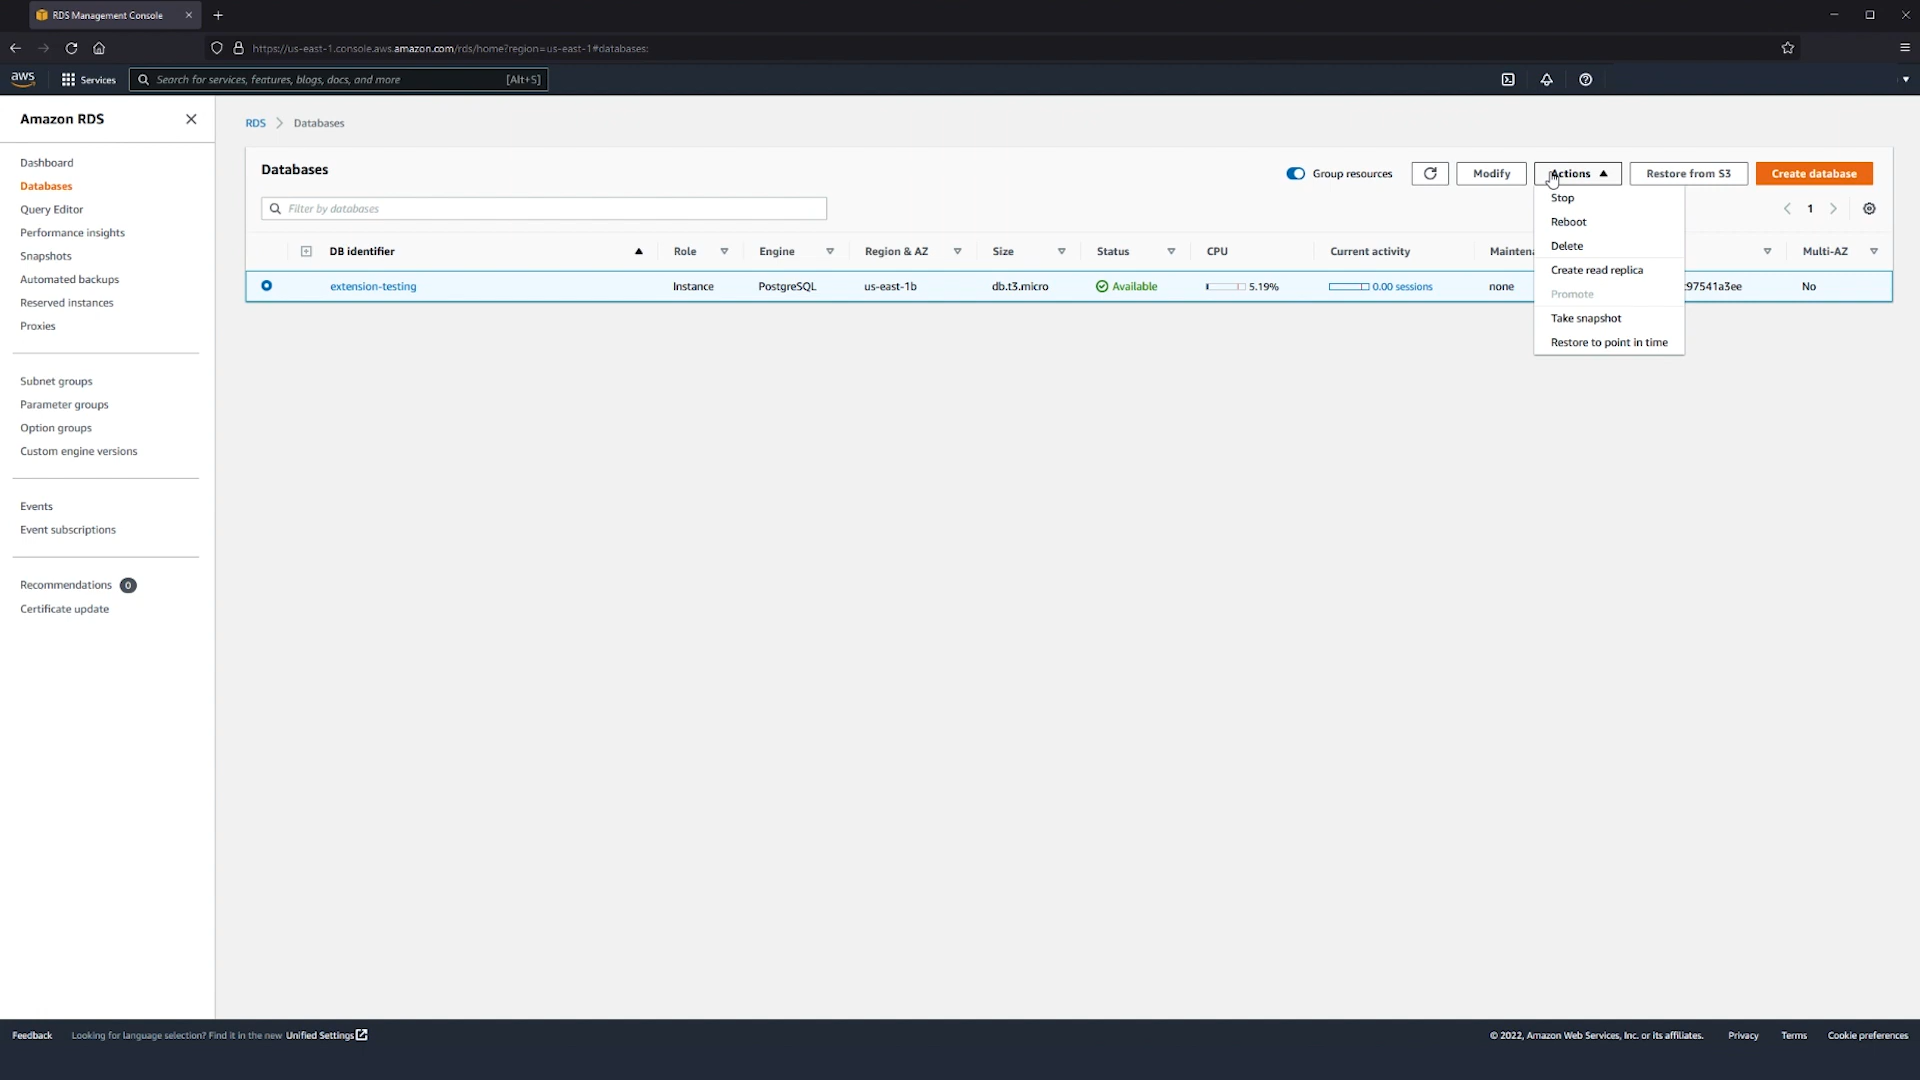 RDS Management Console
https://us-east-1.console.aws.amazon.com/rds/home?region=us-east-1#databases:
aws Services Search for services, features, blogs, docs, and more [Alt+S]
Amazon RDS
Dashboard
Databases
Query Editor
Performance insights
Snapshots
Automated backups
Reserved instances
Proxies
Subnet groups
Parameter groups
Option groups
Custom engine versions
Events
Event subscriptions
Recommendations 0
Certificate update
RDS > Databases
Databases
Group resources Modify Actions Restore from S3 Create database
Filter by databases
1
DB identifier Role Engine Region & AZ Size Status CPU Current activity Maintena Multi-AZ
extension-testing Instance PostgreSQL us-east-1b db.t3.micro Available 5.19% 0.00 sessions none :97541a3ee No
Stop
Reboot
Delete
Create read replica
Promote
Take snapshot
Restore to point in time
Feedback Looking for language selection? Find it in the new Unified Settings © 2022, Amazon Web Services, Inc. or its affiliates. Privacy Terms Cookie preferences